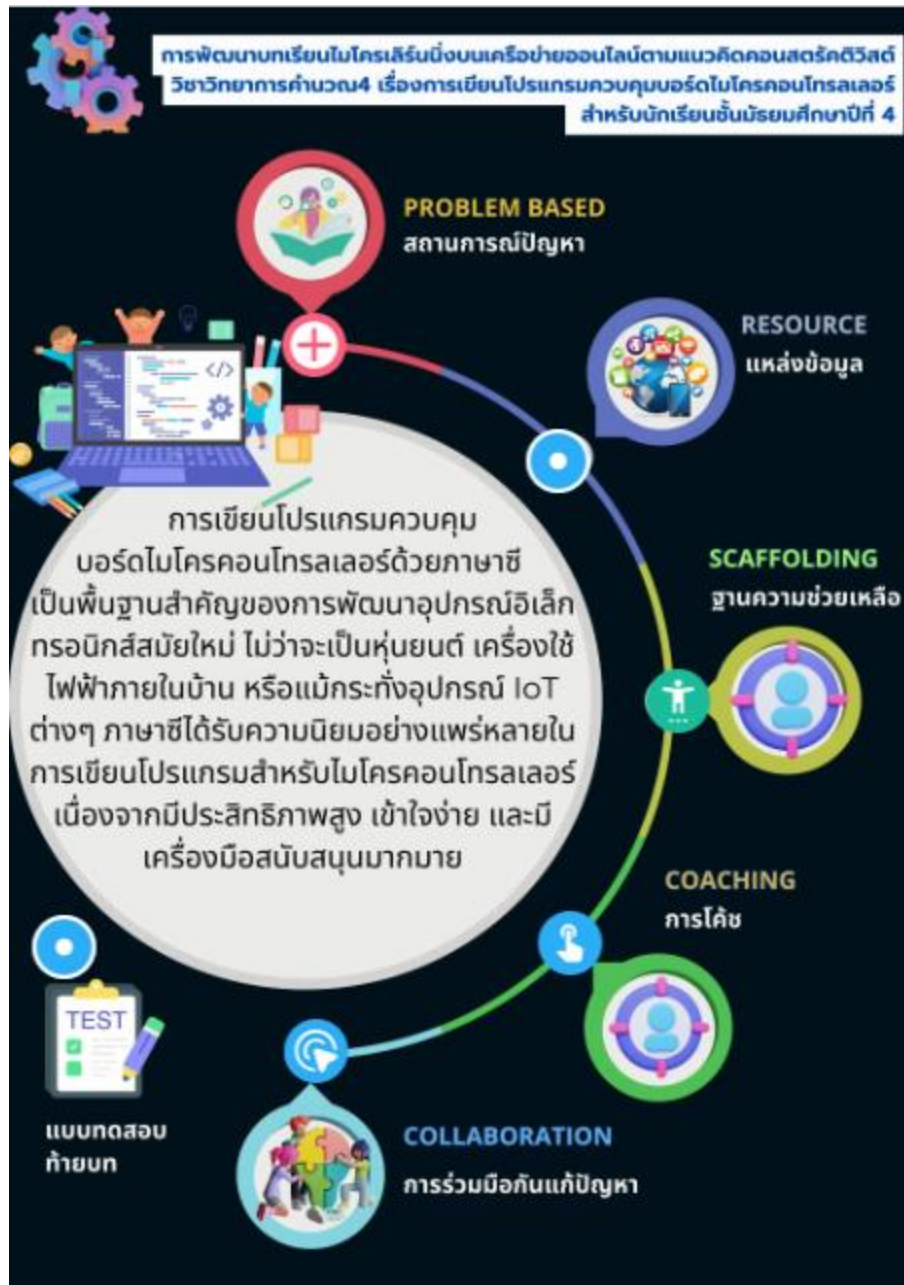 การพัฒนาบทเรียนไมโครเลิร์นนิ่งบนเครือข่ายออนไลน์ตามแนวคิดคอนสตรัคติวิสต์
วิชาวิทยาการคำนวณ4 เรื่องการเขียนโปรแกรมควบคุมบอร์ดไมโครคอนโทรลเลอร์
สำหรับนักเรียนชั้นมัธยมศึกษาปีที่ 4
PROBLEM BASED
สถานการณ์ปัญหา
RESOURCE
แหล่งข้อมูล
</>
การเขียนโปรแกรมควบคุม
บอร์ดไมโครคอนโทรลเลอร์ด้วยภาษาซี
เป็นพื้นฐานสำคัญของการพัฒนาอุปกรณ์อิเล็ก
ทรอนิกส์สมัยใหม่ ไม่ว่าจะเป็นหุ่นยนต์ เครื่องใช้
ไฟฟ้าภายในบ้าน หรือแม้กระทั่งอุปกรณ์ IoT
ต่างๆ ภาษาซีได้รับความนิยมอย่างแพร่หลายใน
การเขียนโปรแกรมสำหรับไมโครคอนโทรลเลอร์
เนื่องจากมีประสิทธิภาพสูง เข้าใจง่าย และมี
เครื่องมือสนับสนุนมากมาย
SCAFFOLDING
ฐานความช่วยเหลือ
COACHING
การโค้ช
COLLABORATION
การร่วมมือกันแก้ปัญหา
TEST
แบบทดสอบ
ท้ายบท